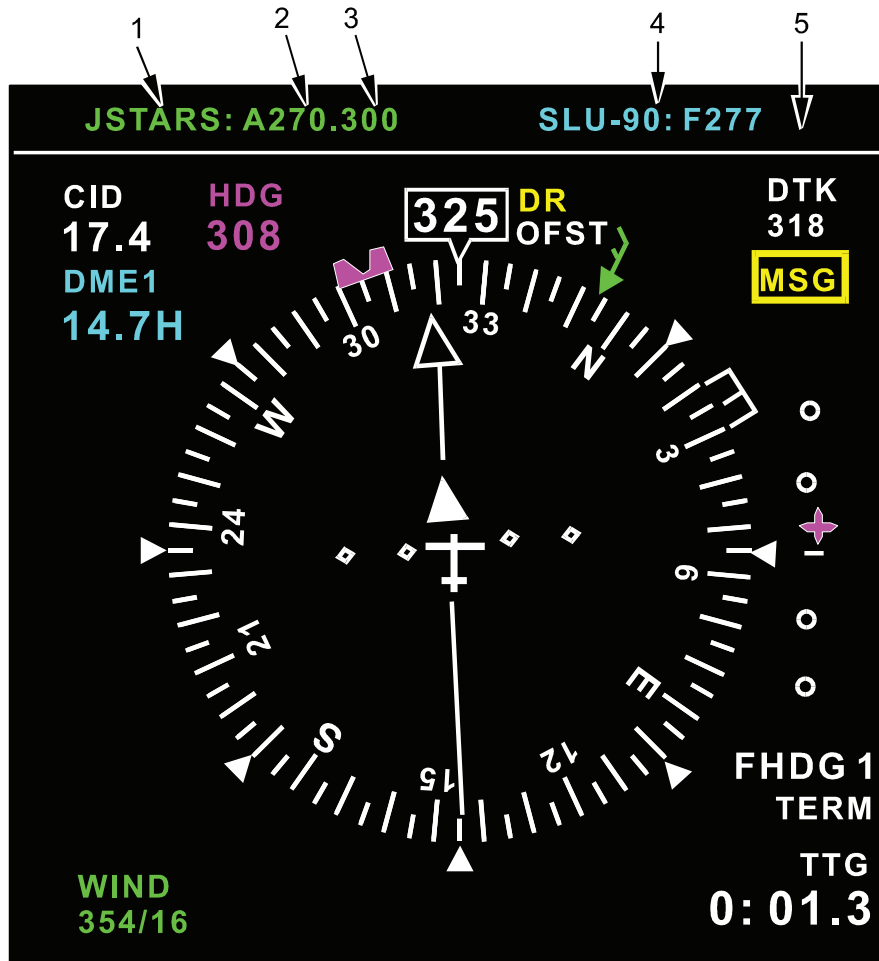 1 2 3 4 5
JSTARS: A270.300 SLU-90: F277
CID HDG 325 DR DTK
17.4 308 OFST 318
DME1 MSG
14.7H
30 33 N
W 3
24 6
21 E
S 15 12
FHDG 1
TERM
TTG
WIND 0:01.3
354/16